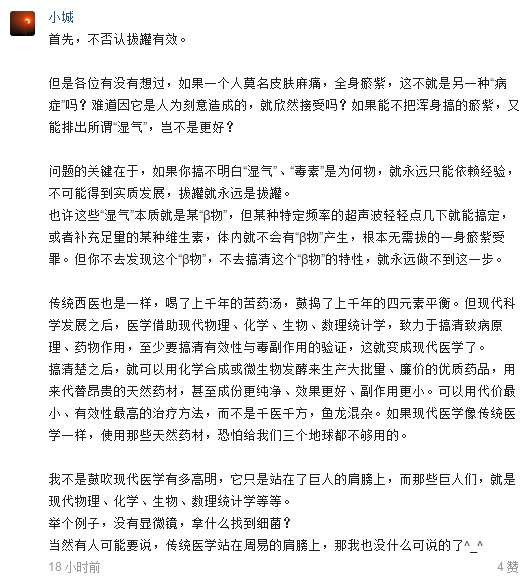 小城
首先，不否认拔罐有效。
但是各位有没有想过，如果一个人莫名皮肤麻痛，全身瘀紫，这不就是另一种“病
症”吗？难道因它是人为刻意造成的，就欣然接受吗？如果能不把浑身搞的瘀紫，又
能排出所谓“湿气”，岂不是更好？
问题的关键在于，如果你搞不明白“湿气”、“毒素”是为何物，就永远只能依赖经验，
不可能得到实质发展，拔罐就永远是拔罐。
也许这些“湿气”本质就是某“β物”，但某种特定频率的超声波轻轻点几下就能搞定，
或者补充足量的某种维生素，体内就不会有“β物”产生，根本无需拔的一身瘀紫受
罪。但你不去发现这个“β物”，不去搞清这个“β物”的特性，就永远做不到这一步。
传统西医也是一样，喝了上千年的苦药汤，鼓捣了上千年的四元素平衡。但现代科
学发展之后，医学借助现代物理、化学、生物、数理统计学，致力于搞清致病原
理、药物作用，至少要搞清有效性与毒副作用的验证，这就变成现代医学了。
搞清楚之后，就可以用化学合成或微生物发酵来生产大批量、廉价的优质药品，用
来代替昂贵的天然药材，甚至成份更纯净、效果更好、副作用更小。可以用代价最
小、有效性最高的治疗方法，而不是千医千方，鱼龙混杂。如果现代医学像传统医
学一样，使用那些天然药材，恐怕给我们三个地球都不够用的。
我不是鼓吹现代医学有多高明，它只是站在了巨人的肩膀上，而那些巨人们，就是
现代物理、化学、生物、数理统计学等等。
举个例子，没有显微镜，拿什么找到细菌？
当然有人可能要说，传统医学站在周易的肩膀上，那我也没什么可说的了^_^
18 小时前
4 赞